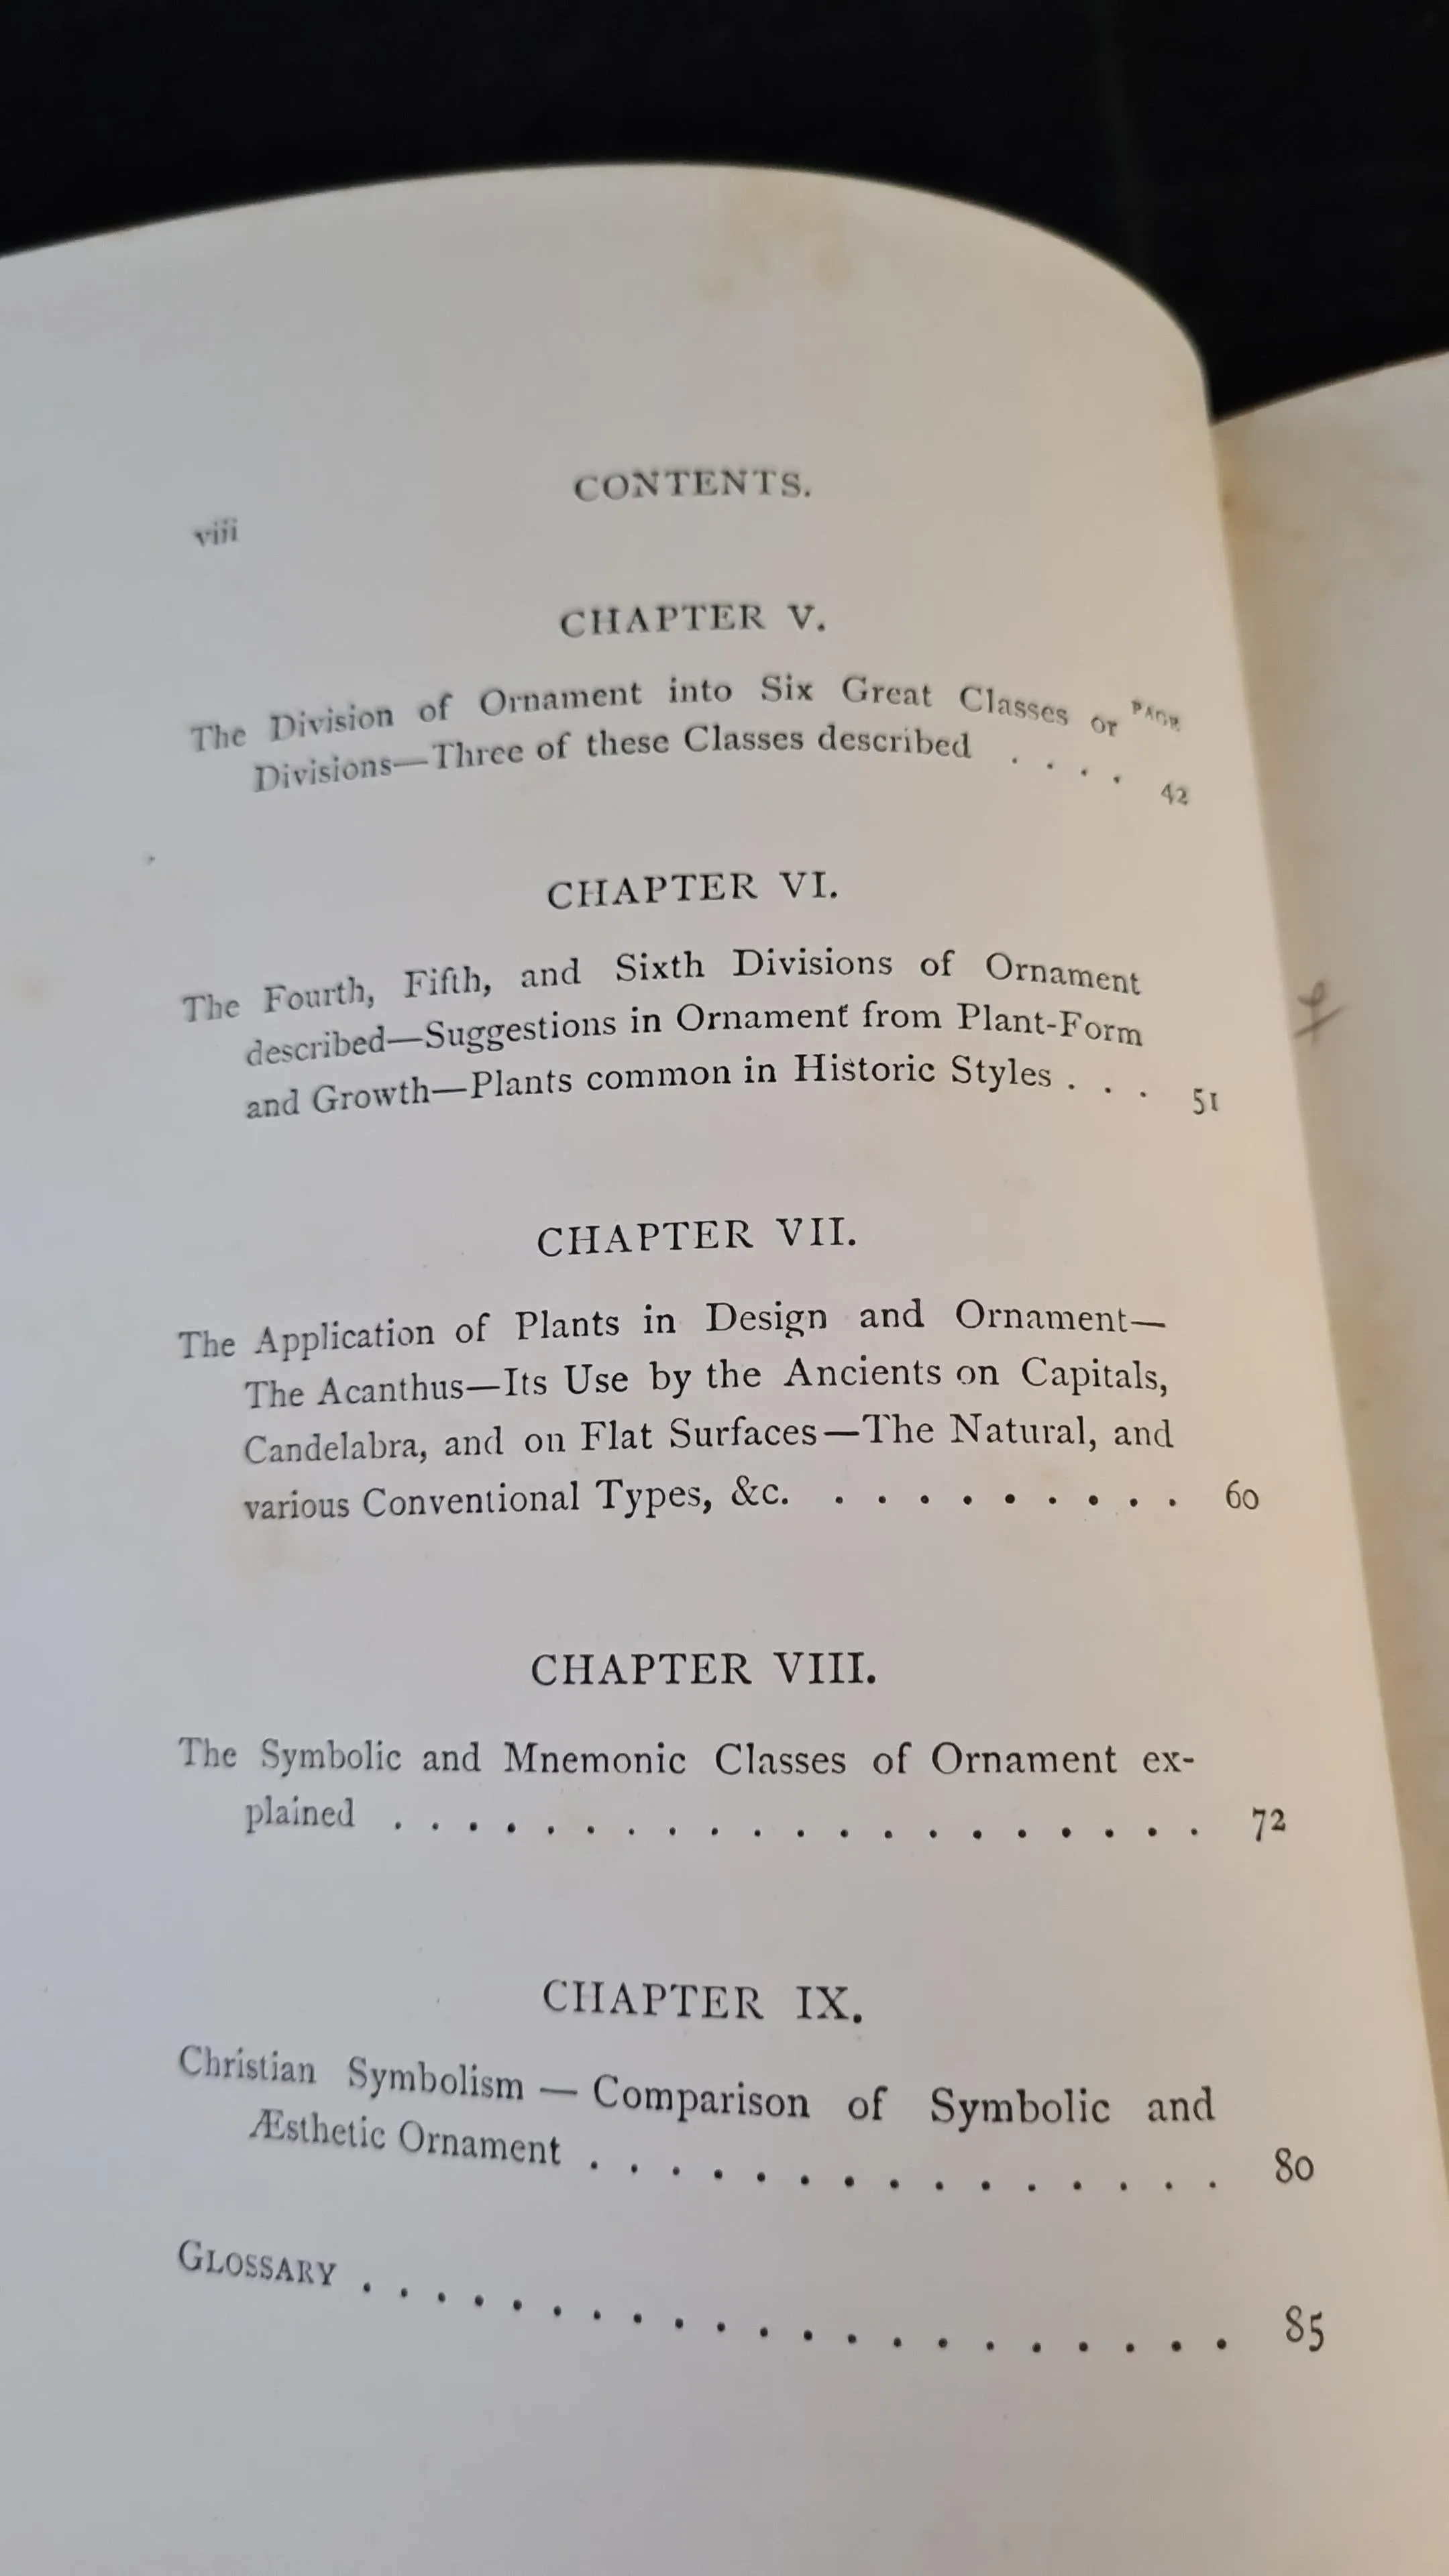 CONTENTS.
viii
CHAPTER V.
PAGE
The Division of Ornament into Six Great Classes or
Divisions—Three of these Classes described . . . . 42
CHAPTER VI.
The Fourth, Fifth, and Sixth Divisions of Ornament
described—Suggestions in Ornament from Plant-Form
and Growth—Plants common in Historic Styles . . . 51
CHAPTER VII.
The Application of Plants in Design and Ornament—
The Acanthus—Its Use by the Ancients on Capitals,
Candelabra, and on Flat Surfaces—The Natural, and
various Conventional Types, &c. . . . . . . . . . 60
CHAPTER VIII.
The Symbolic and Mnemonic Classes of Ornament ex-
plained . . . . . . . . . . . . . . . . . . . . 72
CHAPTER IX.
Christian Symbolism — Comparison of Symbolic and
Æsthetic Ornament . . . . . . . . . . . . . . . 80
GLOSSARY . . . . . . . . . . . . . . . . . . . . . 85